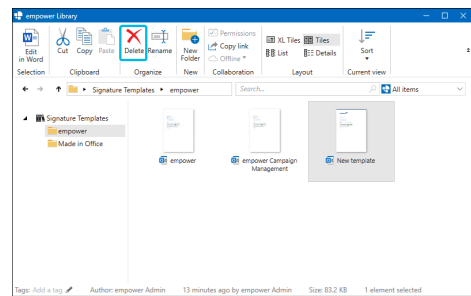 empower Library
Edit in Word
Cut Copy Paste
Delete Rename
New Folder
Permissions
Copy link
Offline
XL Tiles Tiles
List Details
Sort
Selection Clipboard Organize New Collaboration Layout Current view
Signature Templates empower
Search...
All items
Signature Templates
empower
Made in Office
empower
empower Campaign
Management
New template
Tags: Add a tag Author: empower Admin 13 minutes ago by empower Admin Size: 83.2 KB 1 element selected